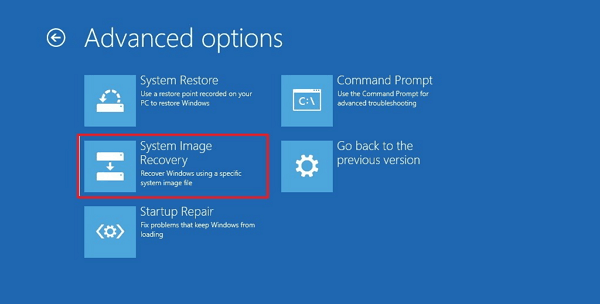 Advanced options
System Restore
Use a restore point recorded on your
PC to restore Windows
Command Prompt
Use the Command Prompt for
advanced troubleshooting
C:\
System Image
Recovery
Recover Windows using a specific
system image file
Go back to the
previous version
Startup Repair
Fix problems that keep Windows from
loading